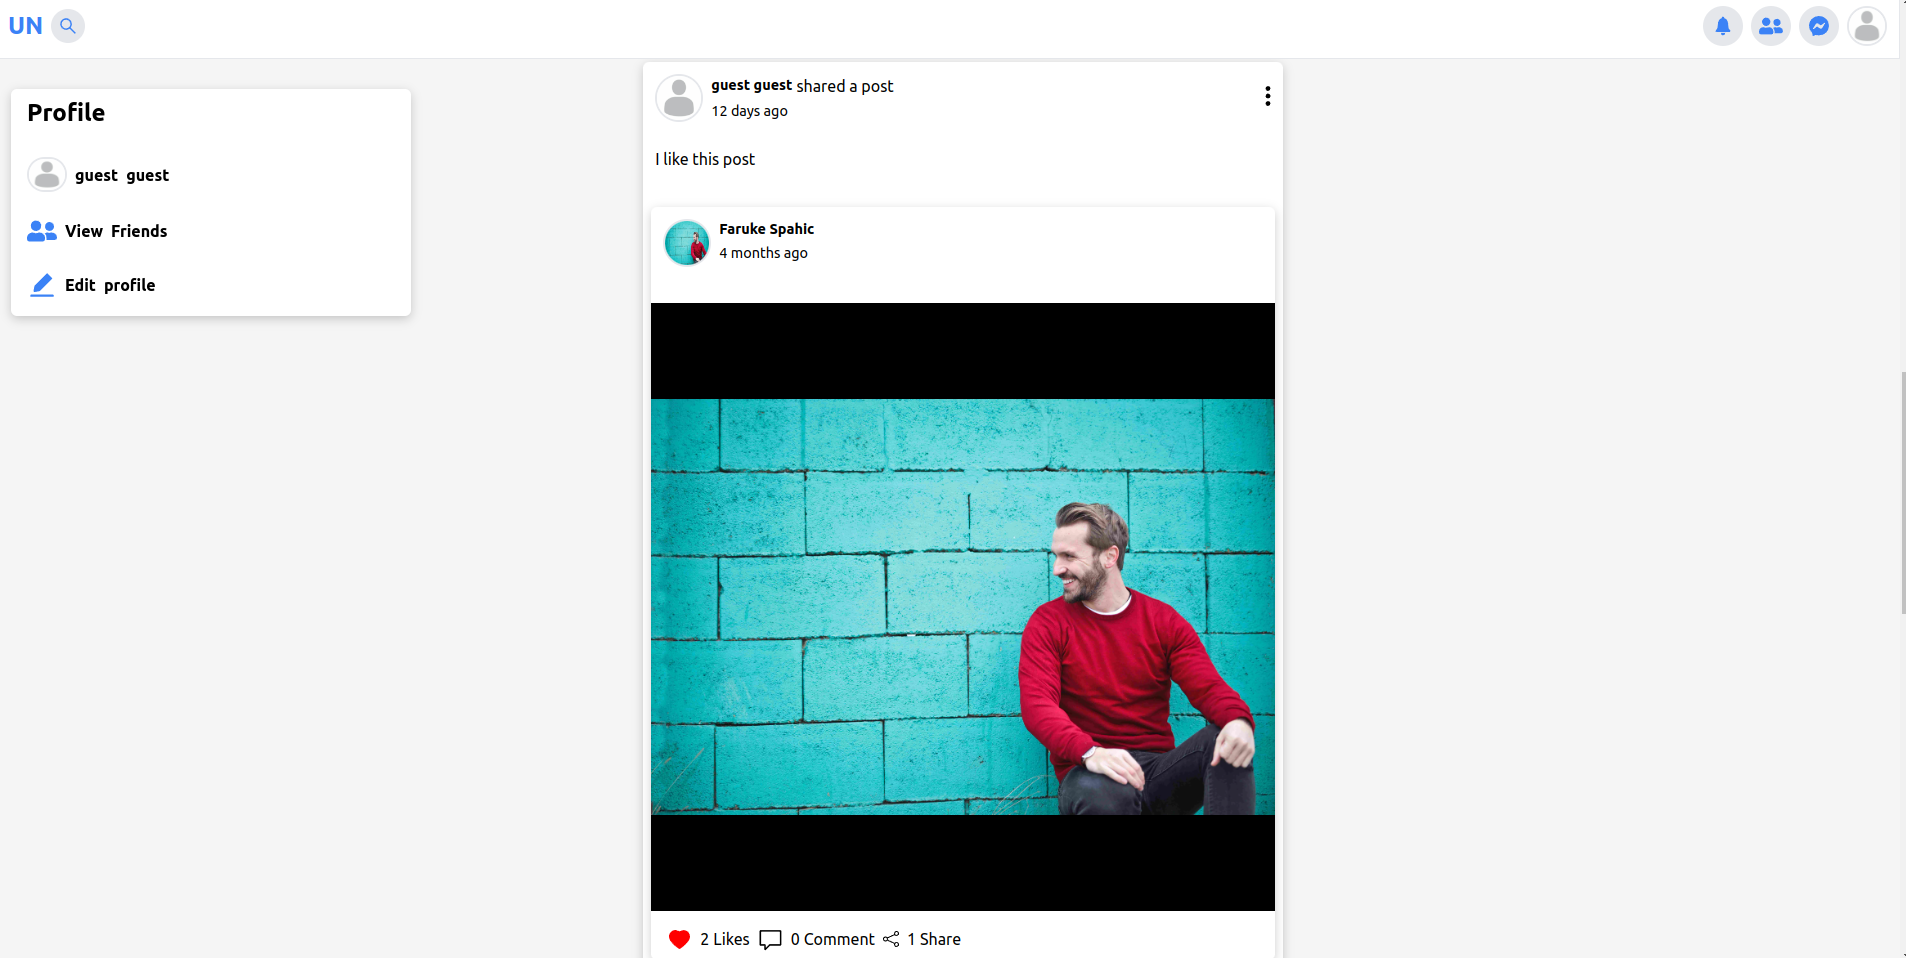 UN
Profile
guest guest
View Friends
Edit profile
guest guest shared a post
12 days ago
I like this post
Faruke Spahic
4 months ago
2 Likes 0 Comment 1 Share